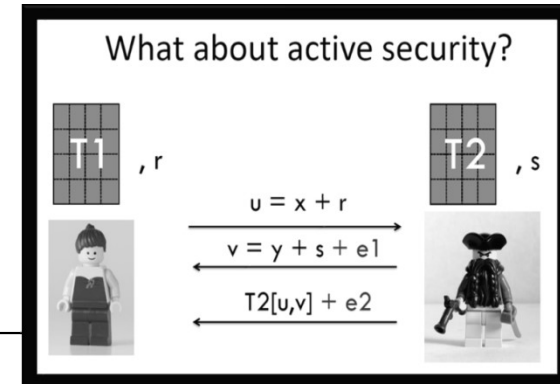 What about active security?
T1 , r
T2 , s
u = x + r
v = y + s + e1
T2[u,v] + e2